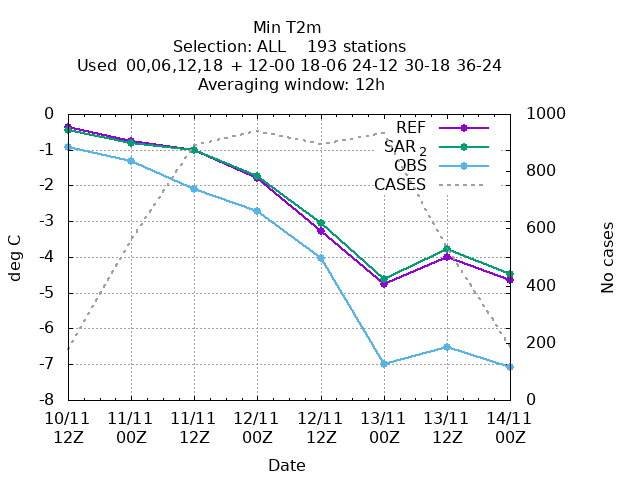 Min T2m
Selection: ALL    193 stations
Used  00,06,12,18  + 12-00 18-06 24-12 30-18 36-24
Averaging window: 12h
0 1000
REF
-1 SAR 2
OBS
-2 CASES 800
-3 600
-4 400
-5
-6 200
-7
-8 0
deg C
No cases
10/11 11/11 11/11 12/11 12/11 13/11 13/11 14/11
12Z 00Z 12Z 00Z 12Z 00Z 12Z 00Z
Date